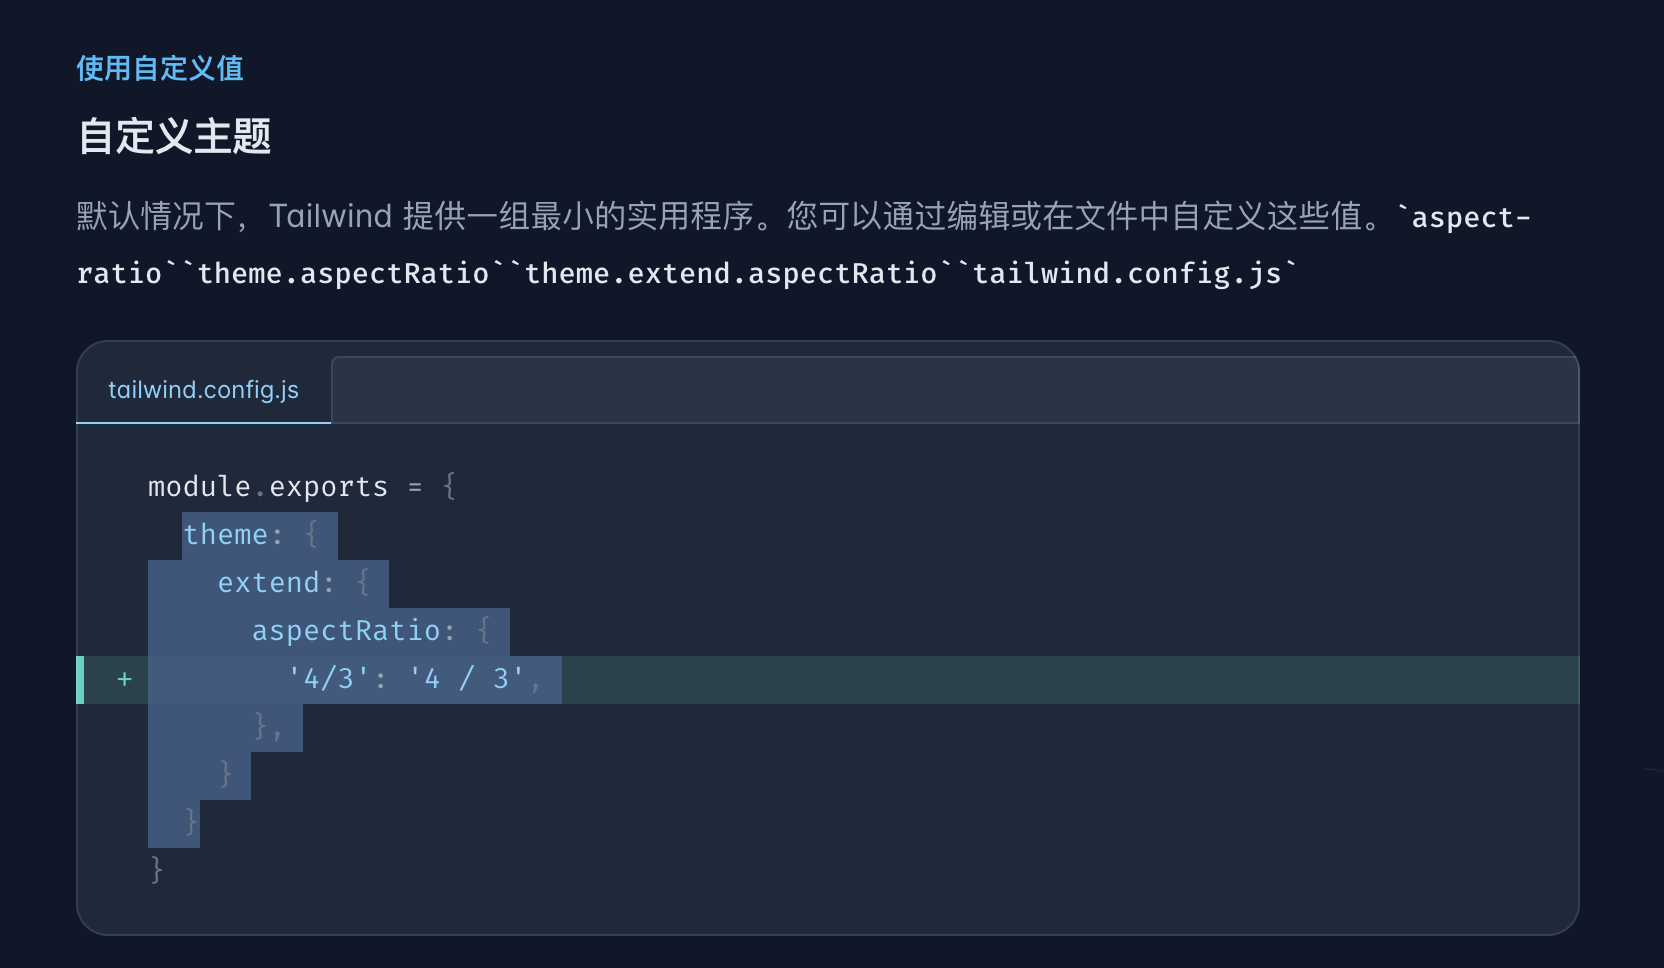 使用自定义值
自定义主题
默认情况下，Tailwind 提供一组最小的实用程序。您可以通过编辑或在文件中自定义这些值。`aspect-
ratio``theme.aspectRatio``theme.extend.aspectRatio``tailwind.config.js`
tailwind.config.js
module.exports = {
  theme: {
    extend: {
      aspectRatio: {
+        '4/3': '4 / 3',
      },
    }
  }
}